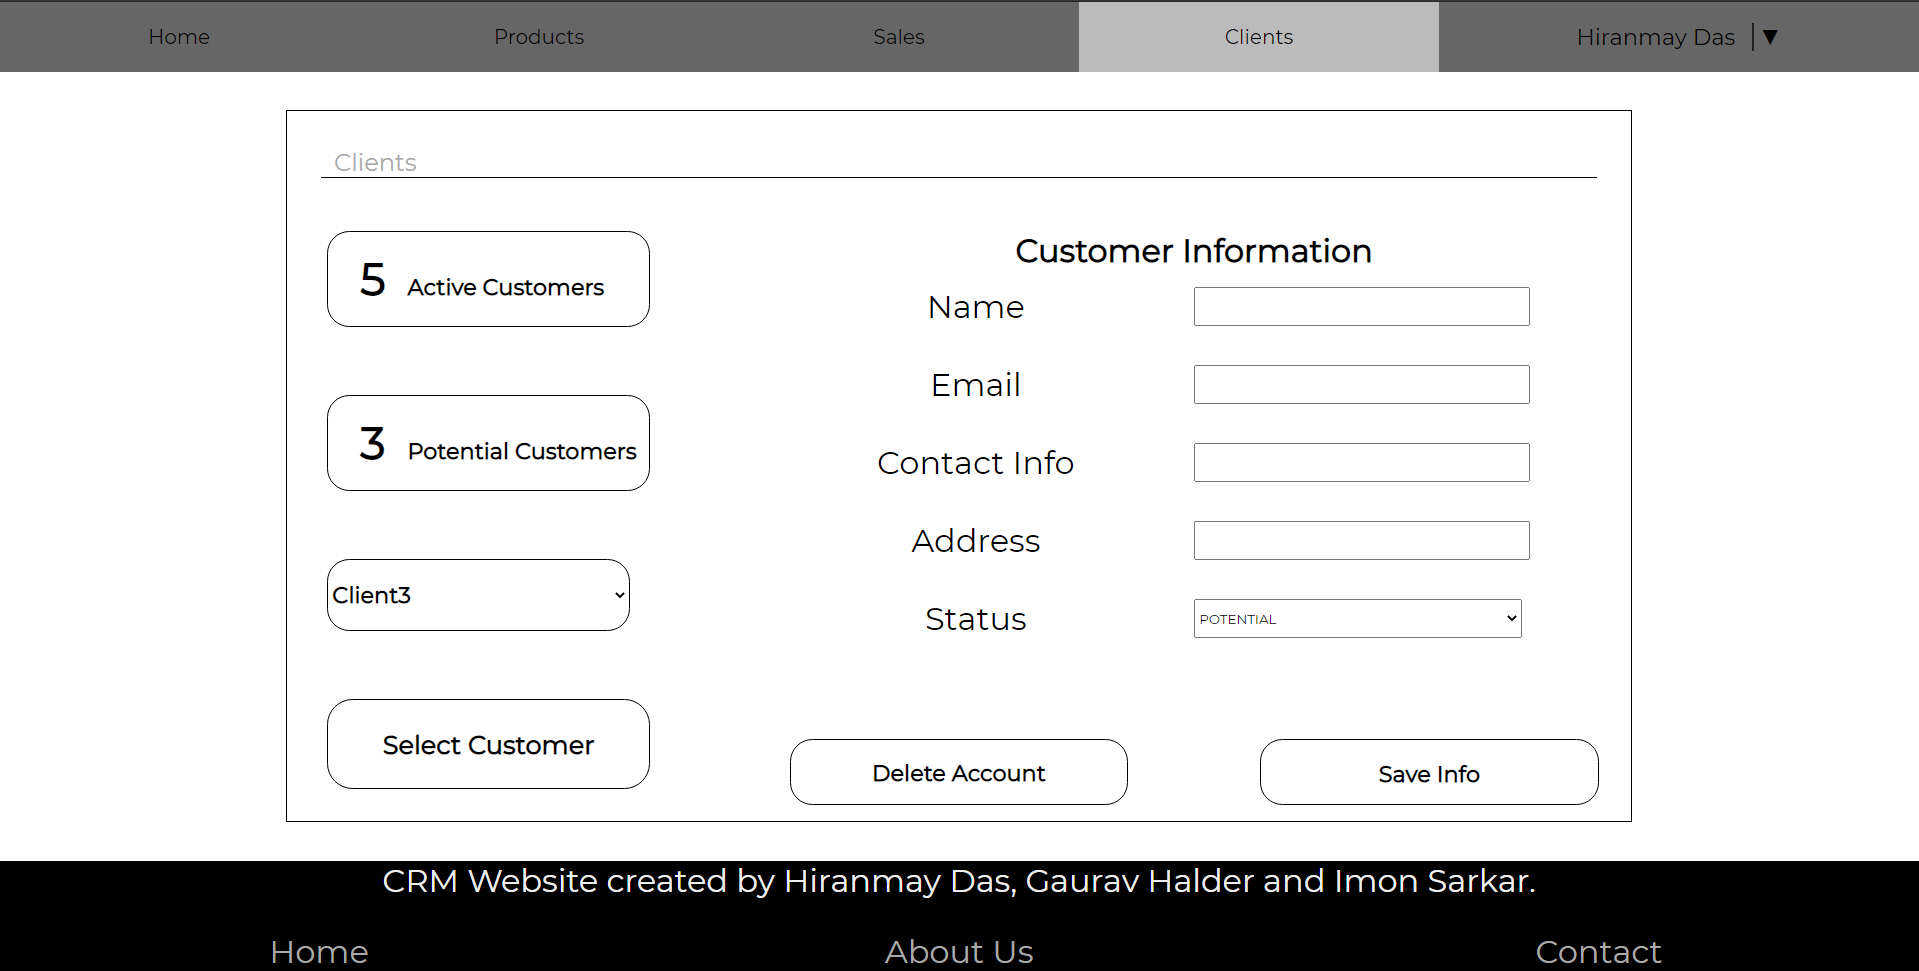 Home Products Sales Clients Hiranmay Das |▼
Clients
5 Active Customers
3 Potential Customers
Client3
Select Customer
Customer Information
Name
Email
Contact Info
Address
Status POTENTIAL
Delete Account Save Info
CRM Website created by Hiranmay Das, Gaurav Halder and Imon Sarkar.
Home About Us Contact